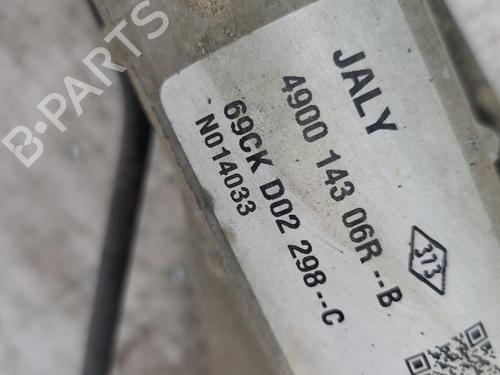 B-PARTS
JALY
4900 143 06R--B
69CK D02 298--C
N014033
373